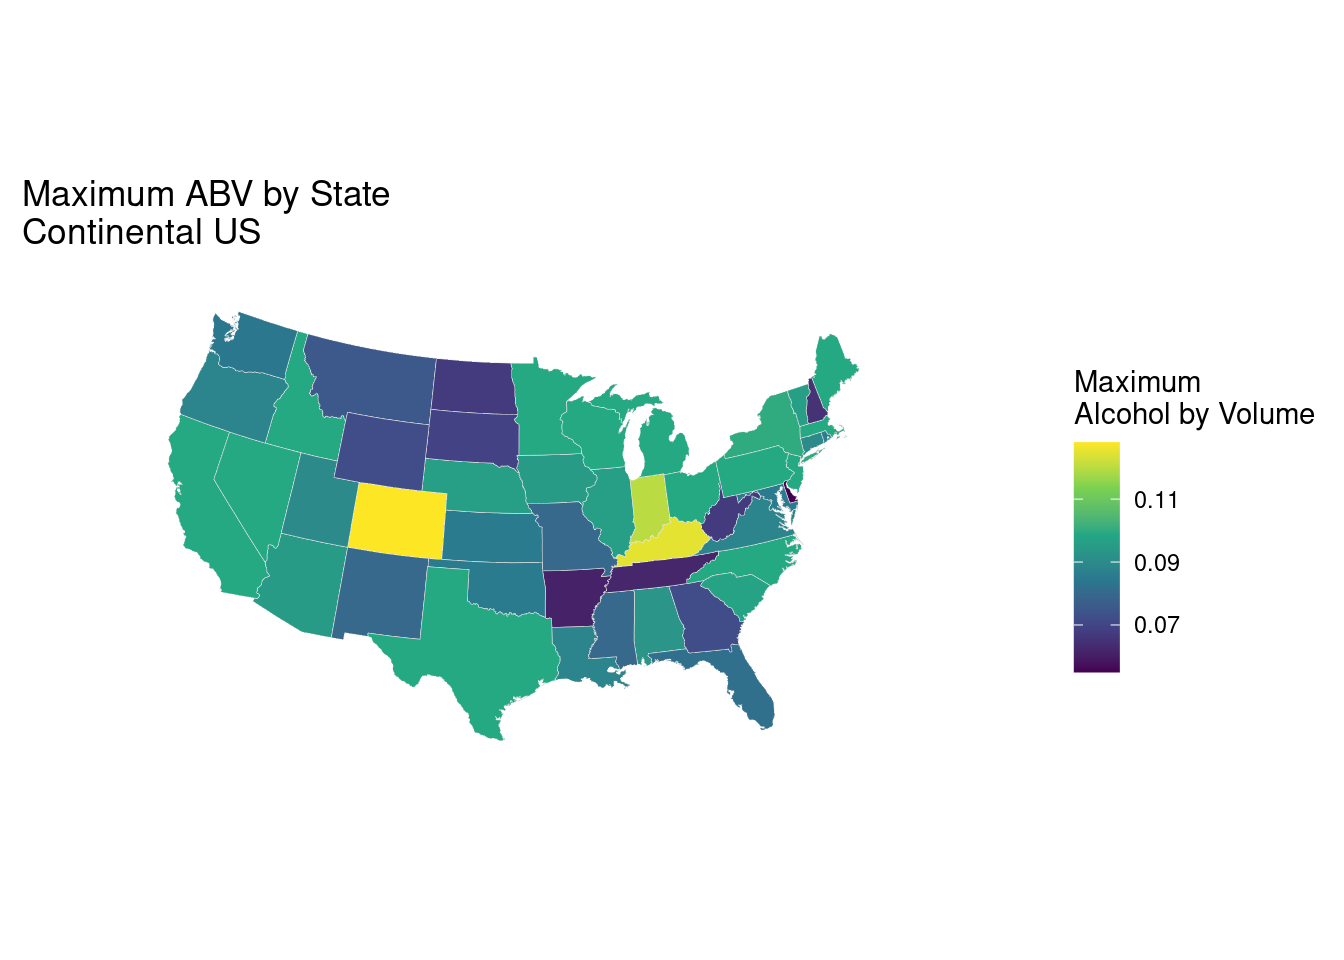 Maximum ABV by State
Continental US
Maximum
Alcohol by Volume
0.11
0.09
0.07